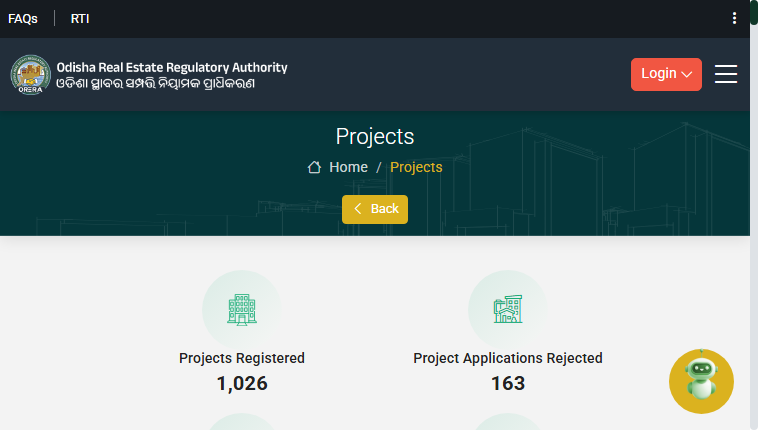 FAQs
RTI
Odisha Real Estate Regulatory Authority
ଓଡିଶା ସ୍ଥାବର ସମ୍ପତ୍ତି ନିୟାମକ ପ୍ରାଧିକରଣ
ORERA
Login
Projects
Home / Projects
Back
Projects Registered
1,026
Project Applications Rejected
163